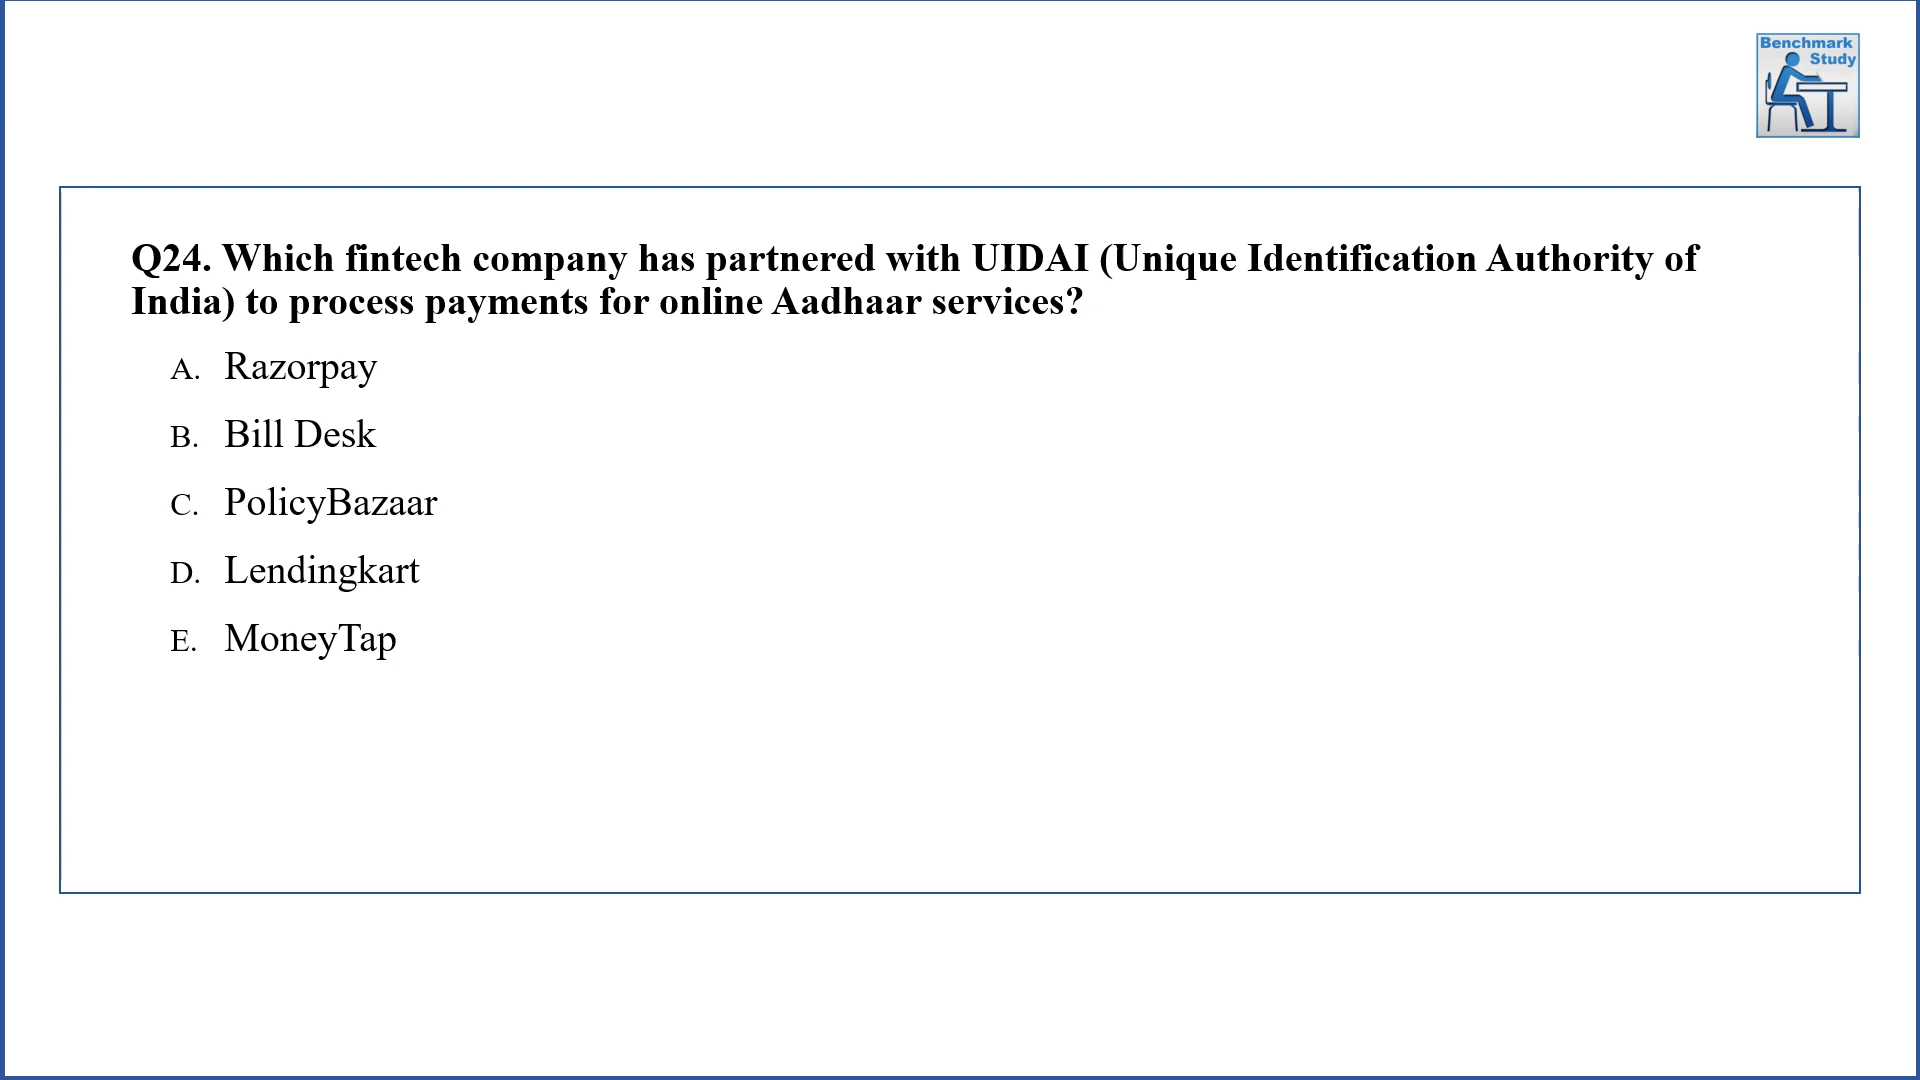 Benchmark
Study
Q24. Which fintech company has partnered with UIDAI (Unique Identification Authority of
India) to process payments for online Aadhaar services?
A. Razorpay
B. Bill Desk
C. PolicyBazaar
D. Lendingkart
E. MoneyTap